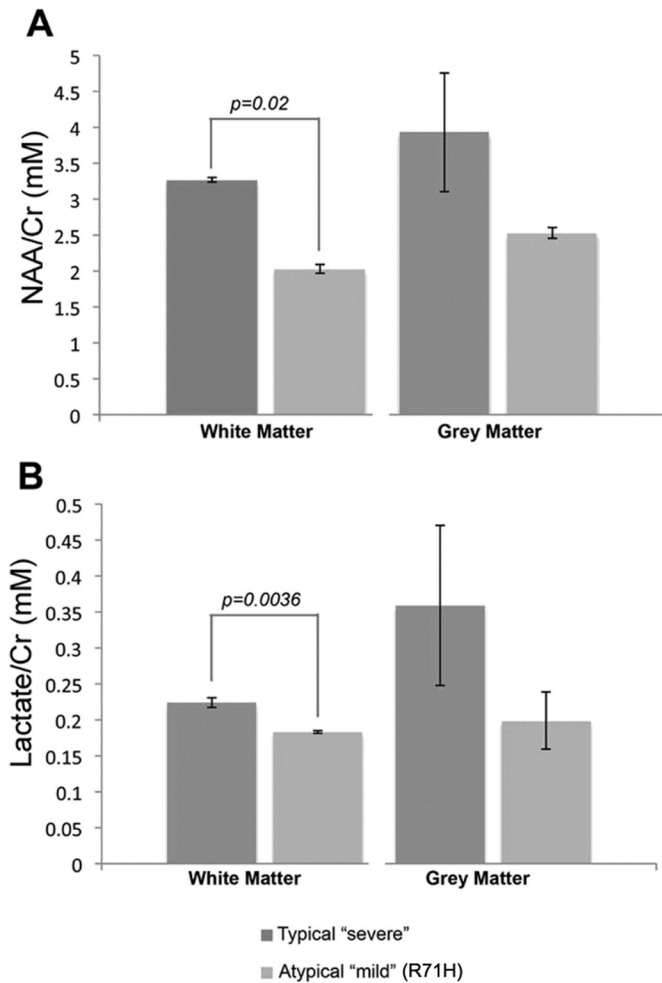 A
NAA/Cr (mM)
5
4.5
4
3.5
3
2.5
2
1.5
1
0.5
0
p=0.02
White Matter
Grey Matter
B
Lactate/Cr (mM)
0.5
0.45
0.4
0.35
0.3
0.25
0.2
0.15
0.1
0.05
0
p=0.0036
White Matter
Grey Matter
Typical “severe”
Atypical “mild” (R71H)